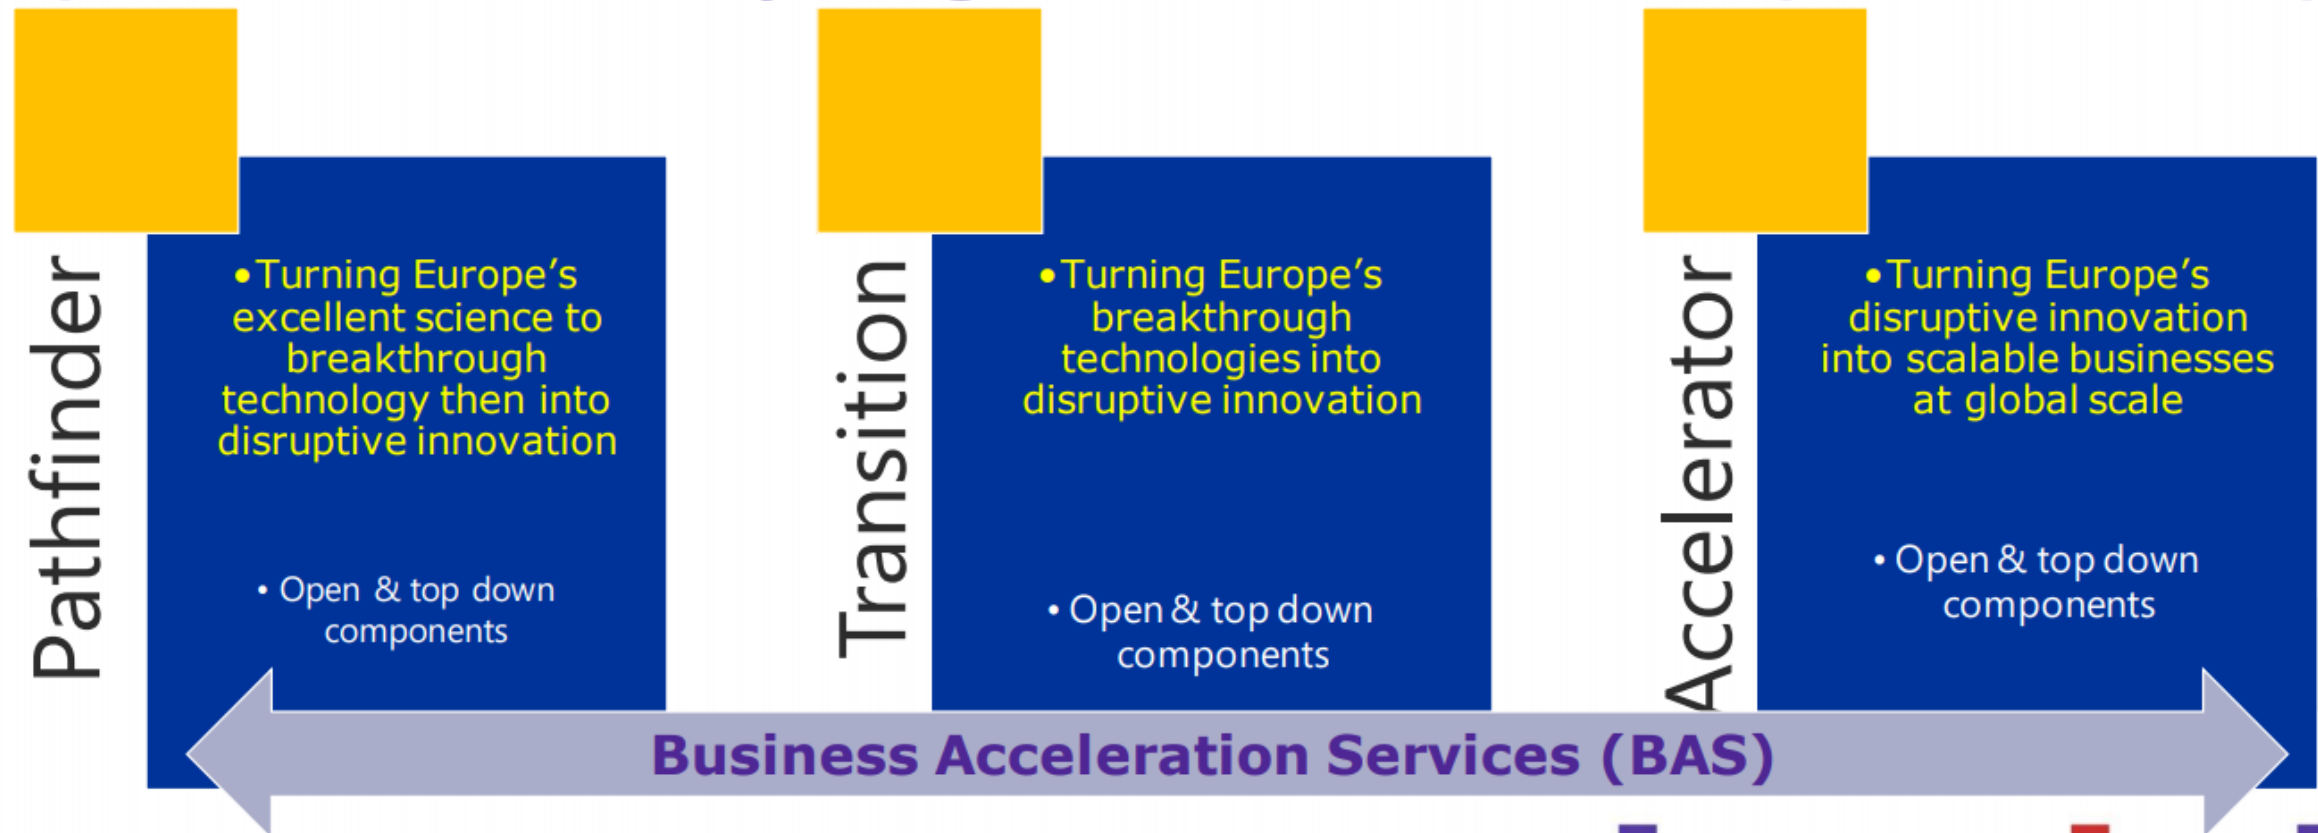 Pathfinder
•Turning Europe’s
excellent science to
breakthrough
technology then into
disruptive innovation
• Open & top down
components
Transition
•Turning Europe’s
breakthrough
technologies into
disruptive innovation
• Open & top down
components
Accelerator
•Turning Europe’s
disruptive innovation
into scalable businesses
at global scale
• Open & top down
components
Business Acceleration Services (BAS)